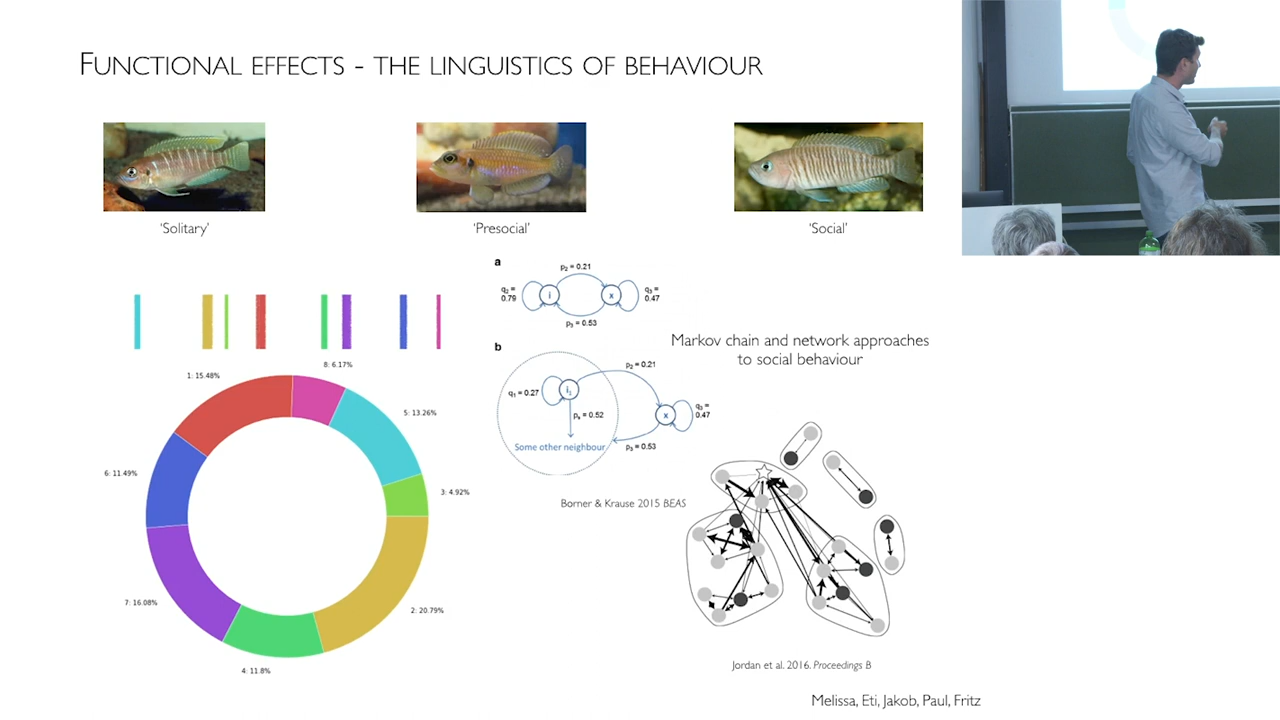 FUNCTIONAL EFFECTS - THE LINGUISTICS OF BEHAVIOUR
'Solitary'
'Presocial'
'Social'
8: 6.17%
1: 15.48%
5: 13.26%
6: 11.49%
3: 4.92%
7: 16.08%
2: 20.79%
4: 11.8%
a
p₂ = 0.21
q₂ =
0.79
i
x
q₃ =
0.47
p₃ = 0.53
b
p₂ = 0.21
q₁ = 0.27
i₁
pₐ = 0.52
x
q₃ =
0.47
Some other neighbour
p₃ = 0.53
Borner & Krause 2015 BEAS
Markov chain and network approaches
to social behaviour
Jordan et al. 2016. Proceedings B
Melissa, Eti, Jakob, Paul, Fritz